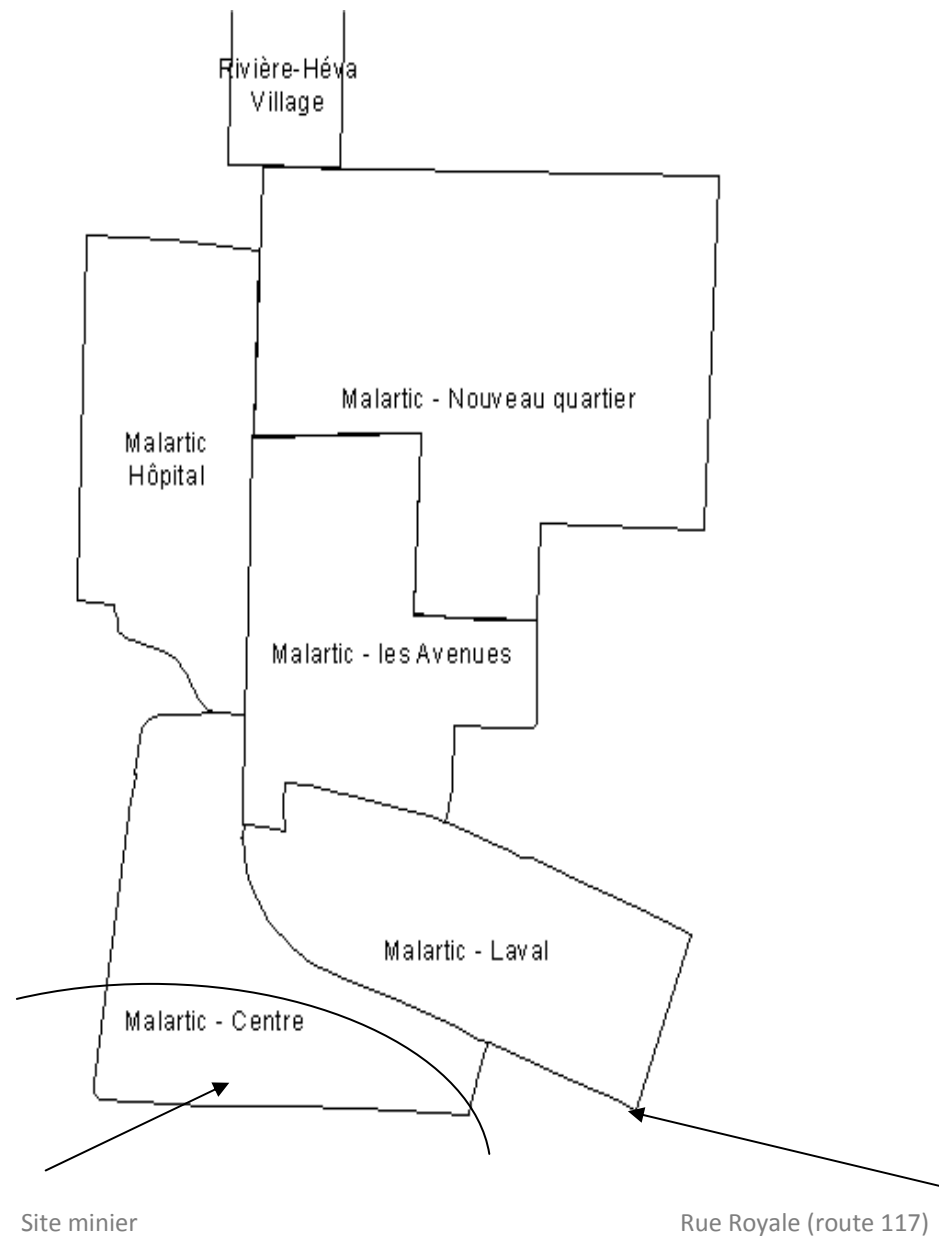 Rivière-Héva
Village
Malartic - Nouveau quartier
Malartic
Hôpital
Malartic - les Avenues
Malartic - Laval
Malartic - Centre
Site minier
Rue Royale (route 117)